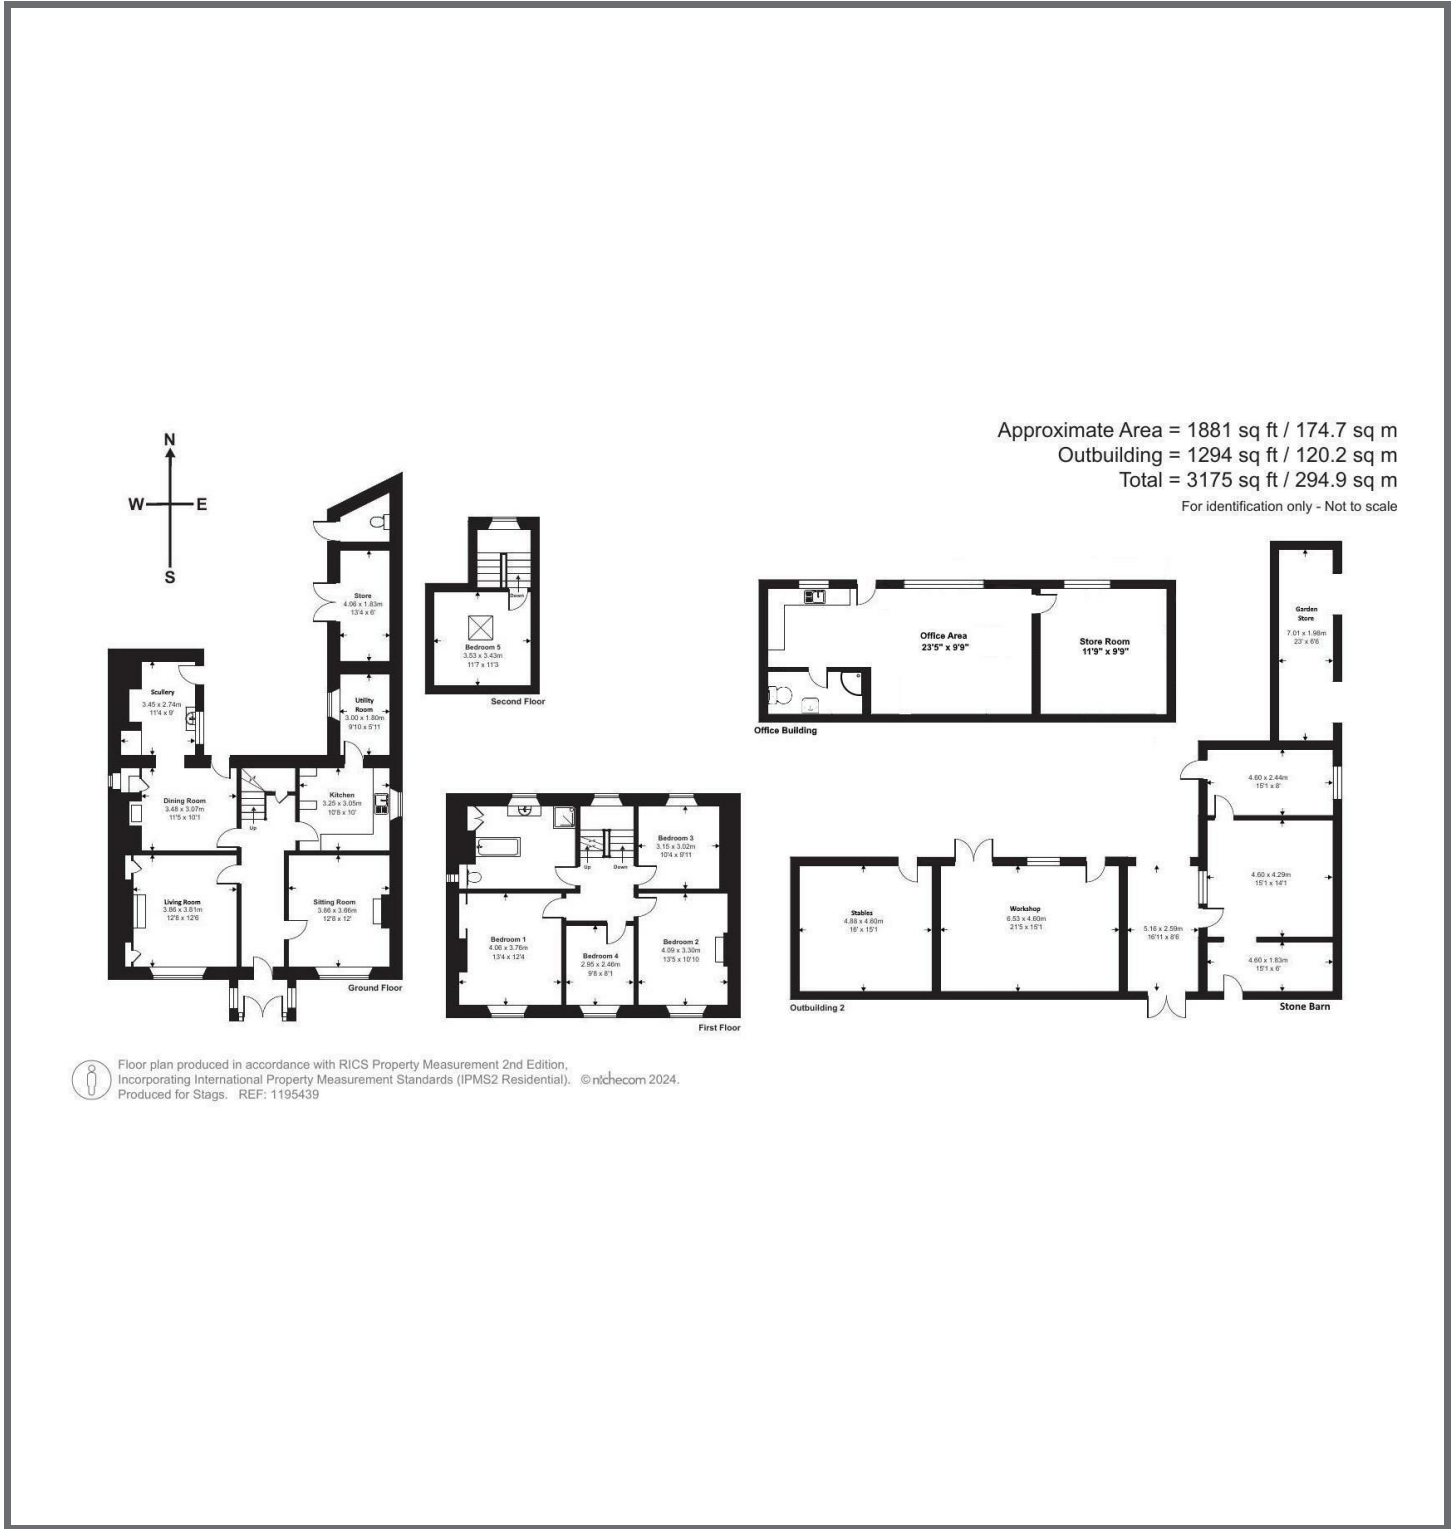 Approximate Area = 1881 sq ft / 174.7 sq m
Outbuilding = 1294 sq ft / 120.2 sq m
Total = 3175 sq ft / 294.9 sq m
For identification only - Not to scale
N
W
E
S
Store
4.06 x 1.83m
13'4 x 6'
Utility
Room
3.00 x 1.80m
9'10 x 5'11
Scullery
3.45 x 2.74m
11'4 x 9'
Dining Room
3.48 x 3.07m
11'5 x 10'1
Up
Kitchen
3.25 x 3.05m
10'8 x 10'
Living Room
3.86 x 3.81m
12'8 x 12'6
Sitting Room
3.86 x 3.66m
12'8 x 12'
Ground Floor
Down
Bedroom 5
3.53 x 3.43m
11'7 x 11'3
Second Floor
Bedroom 3
3.15 x 3.02m
10'4 x 9'11
Up
Down
Bedroom 1
4.06 x 3.76m
13'4 x 12'4
Bedroom 4
2.95 x 2.46m
9'8 x 8'1
Bedroom 2
4.09 x 3.30m
13'5 x 10'10
First Floor
Office Area
23'5" x 9'9"
Store Room
11'9" x 9'9"
Office Building
Garden
Store
7.01 x 1.98m
23' x 6'6
4.60 x 2.44m
15'1 x 8'
4.60 x 4.29m
15'1 x 14'1
4.60 x 1.83m
15'1 x 6'
Stone Barn
Stables
4.88 x 4.60m
16' x 15'1
Workshop
6.53 x 4.60m
21'5 x 15'1
5.16 x 2.59m
16'11 x 8'6
Outbuilding 2
Floor plan produced in accordance with RICS Property Measurement 2nd Edition,
Incorporating International Property Measurement Standards (IPMS2 Residential). © nichecom 2024.
Produced for Stags. REF: 1195439